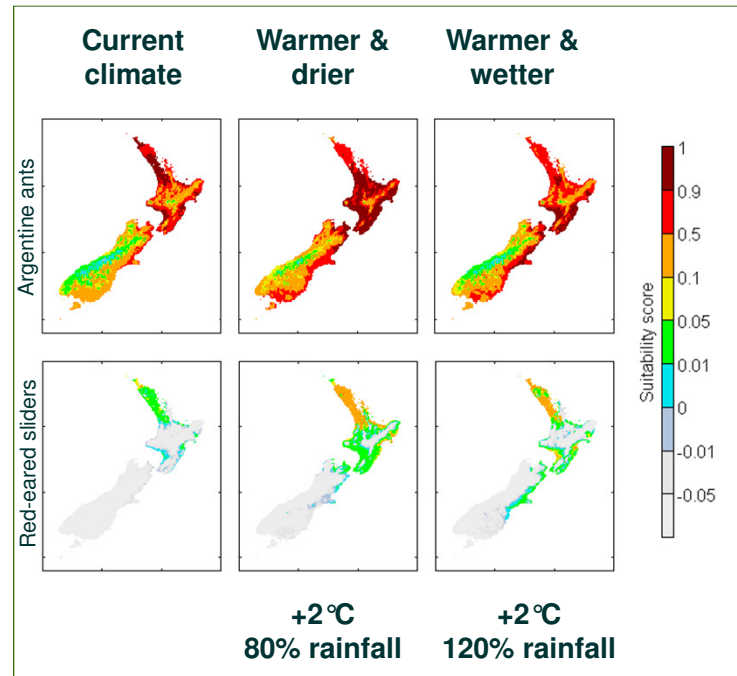 Current climate
Warmer & drier
Warmer & wetter
Argentine ants
Red-eared sliders
Suitability score
1
0.9
0.5
0.1
0.05
0.01
0
-0.01
-0.05
+2°C
80% rainfall
+2°C
120% rainfall